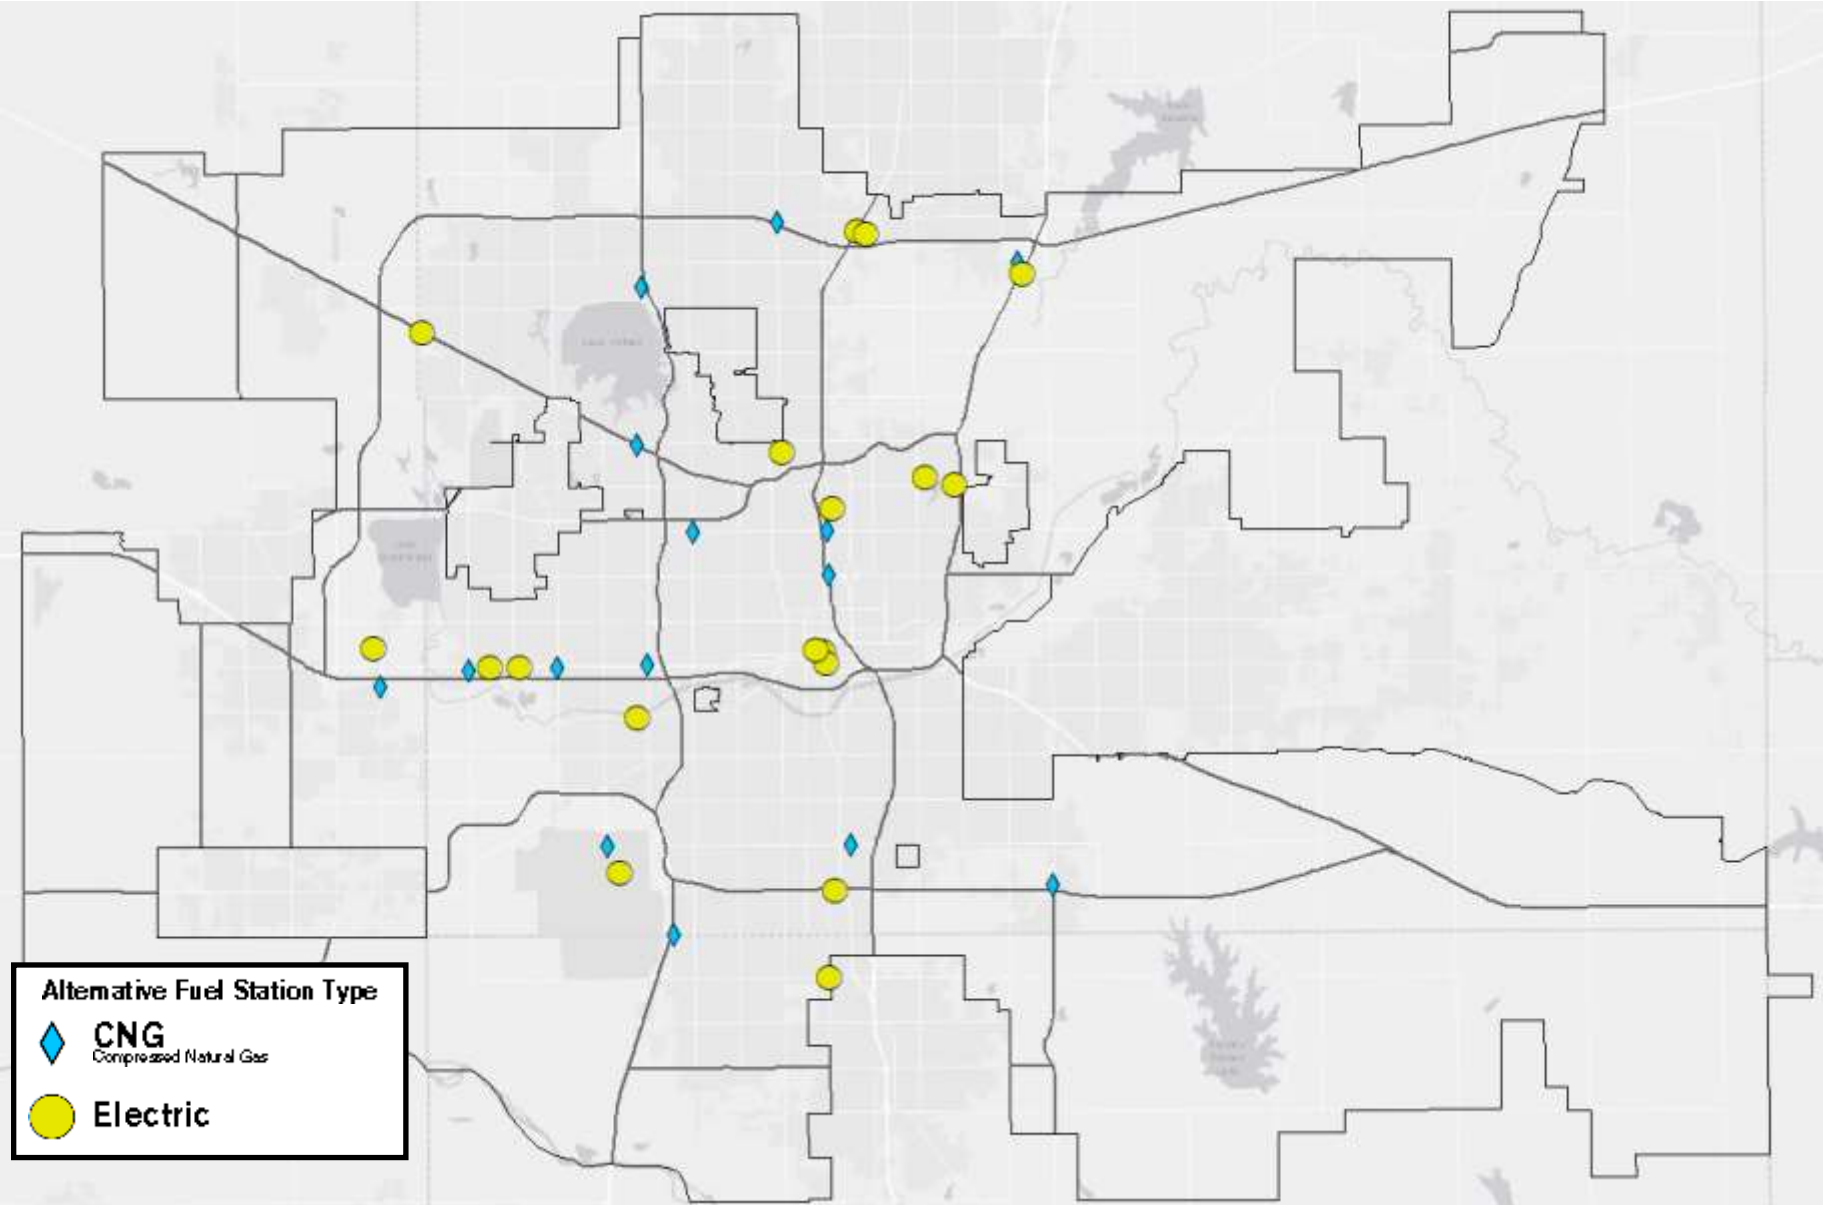 Alternative Fuel Station Type
CNG
Compressed Natural Gas
Electric